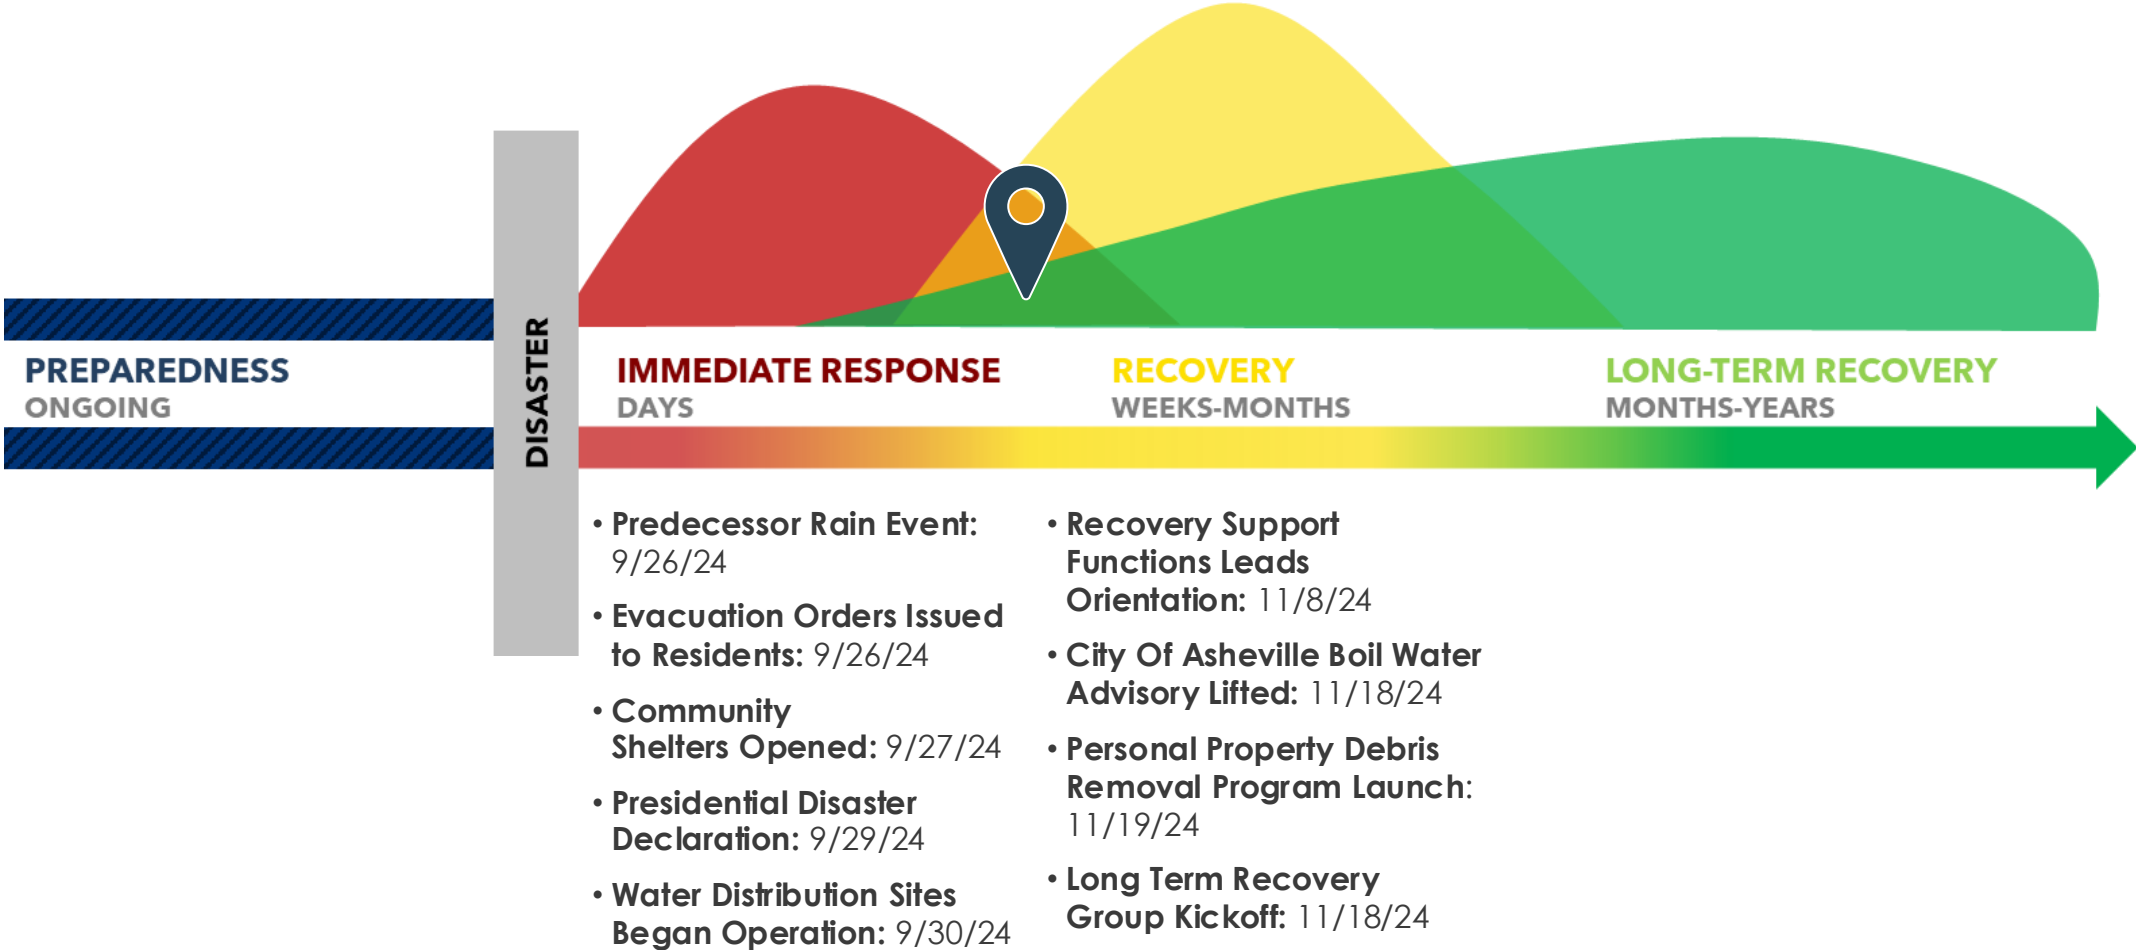 PREPAREDNESS
ONGOING
DISASTER
IMMEDIATE RESPONSE
DAYS
RECOVERY
WEEKS-MONTHS
LONG-TERM RECOVERY
MONTHS-YEARS
• Predecessor Rain Event:
9/26/24
• Evacuation Orders Issued
to Residents: 9/26/24
• Community
Shelters Opened: 9/27/24
• Presidential Disaster
Declaration: 9/29/24
• Water Distribution Sites
Began Operation: 9/30/24
• Recovery Support
Functions Leads
Orientation: 11/8/24
• City Of Asheville Boil Water
Advisory Lifted: 11/18/24
• Personal Property Debris
Removal Program Launch:
11/19/24
• Long Term Recovery
Group Kickoff: 11/18/24